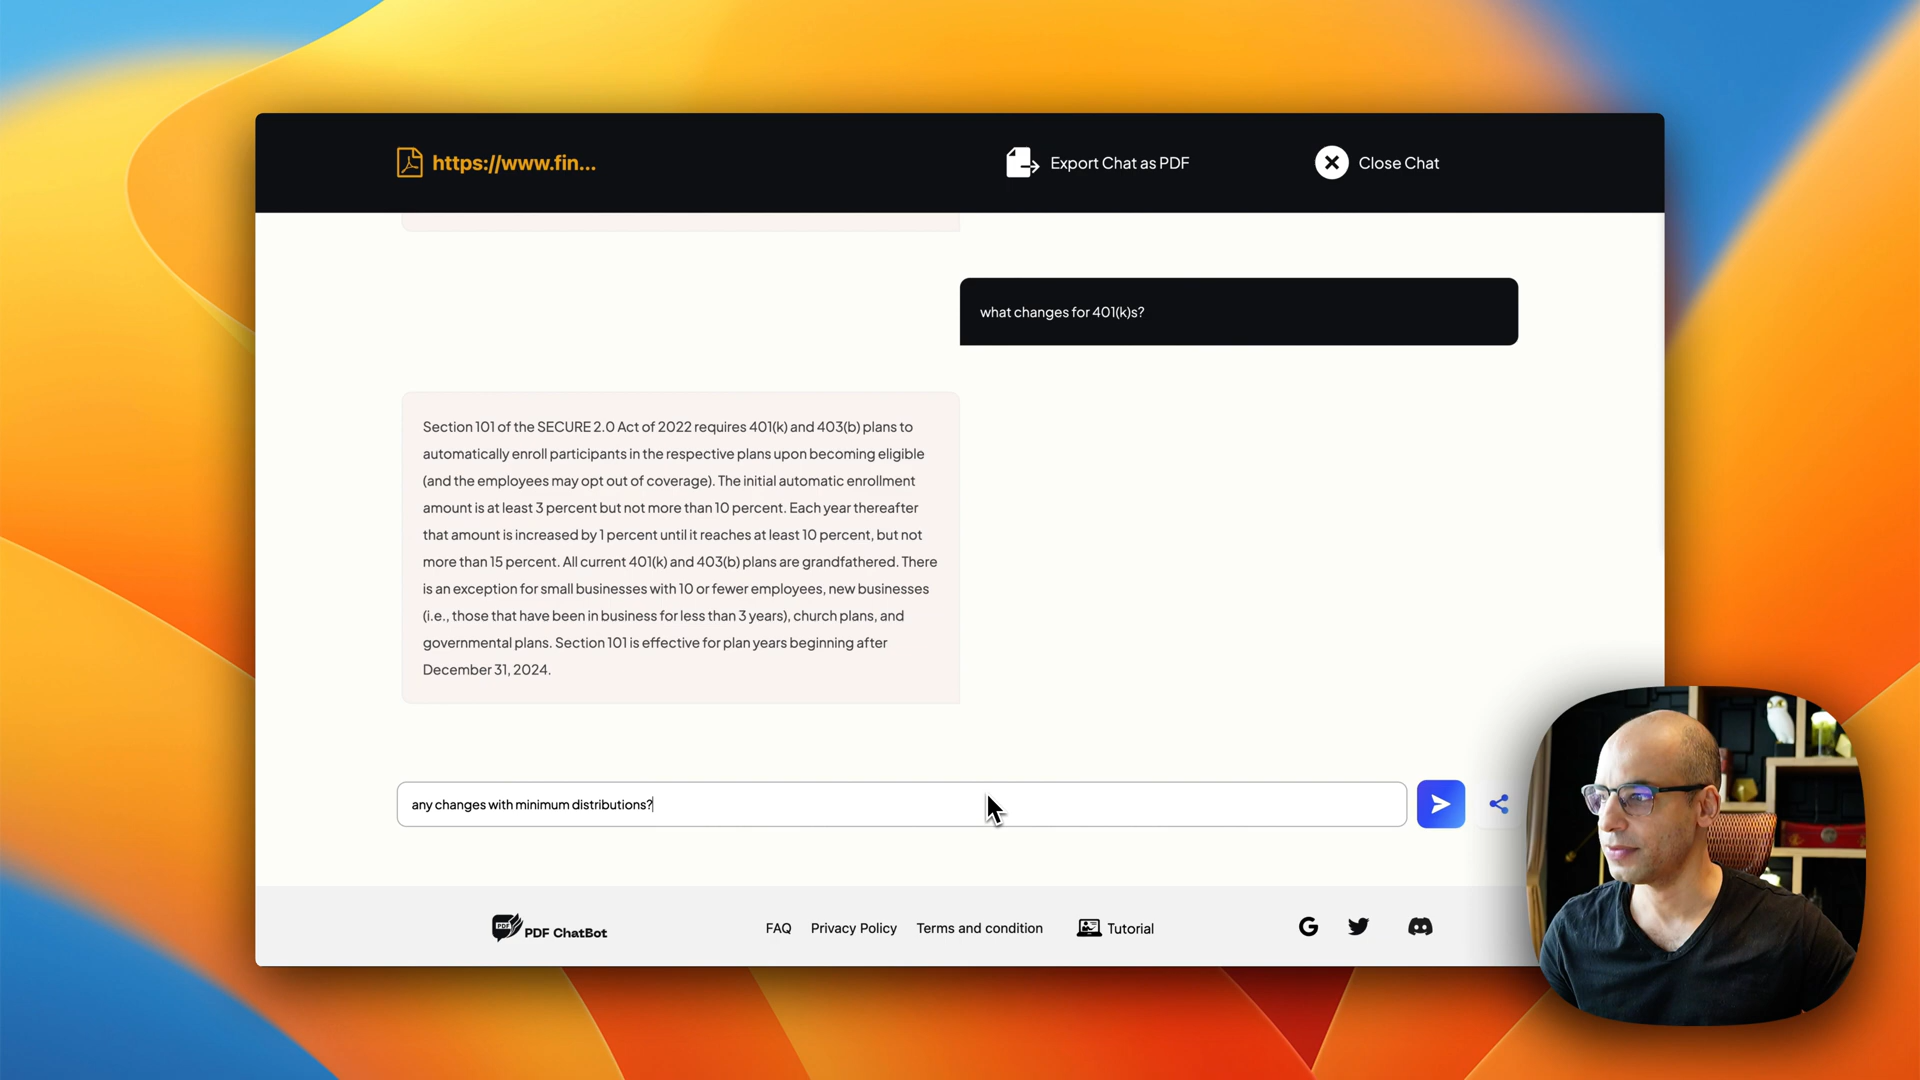 https://www.fin...
Export Chat as PDF
Close Chat
what changes for 401(k)s?
Section 101 of the SECURE 2.0 Act of 2022 requires 401(k) and 403(b) plans to
automatically enroll participants in the respective plans upon becoming eligible
(and the employees may opt out of coverage). The initial automatic enrollment
amount is at least 3 percent but not more than 10 percent. Each year thereafter
that amount is increased by 1 percent until it reaches at least 10 percent, but not
more than 15 percent. All current 401(k) and 403(b) plans are grandfathered. There
is an exception for small businesses with 10 or fewer employees, new businesses
(i.e., those that have been in business for less than 3 years), church plans, and
governmental plans. Section 101 is effective for plan years beginning after
December 31, 2024.
any changes with minimum distributions?
PDF
PDF ChatBot
FAQ
Privacy Policy
Terms and condition
Tutorial